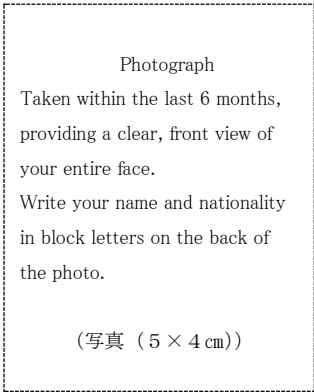 Photograph
Taken within the last 6 months,
providing a clear, front view of
your entire face.
Write your name and nationality
in block letters on the back of
the photo.
(写真（５×４㎝))